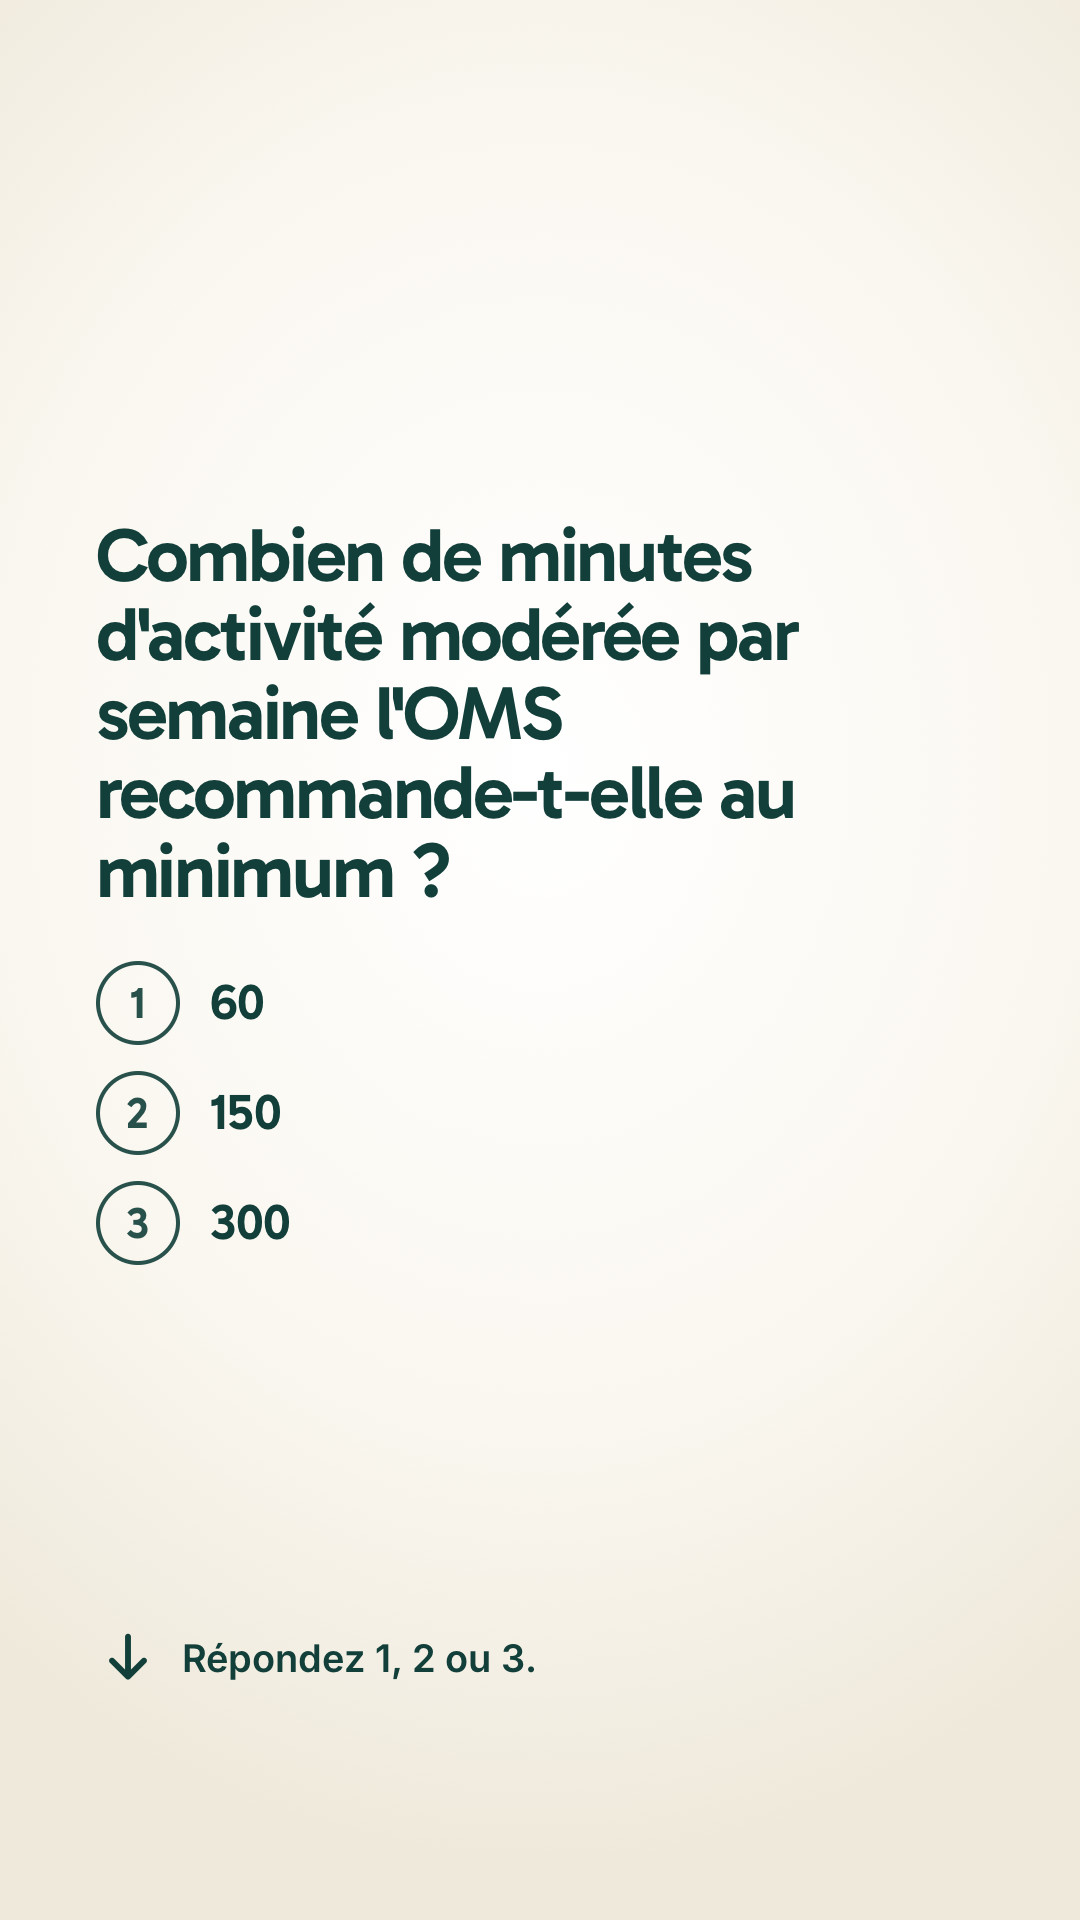 Combien de minutes
d'activité modérée par
semaine l'OMS
recommande-t-elle au
minimum ?
1 60
2 150
3 300
Répondez 1, 2 ou 3.